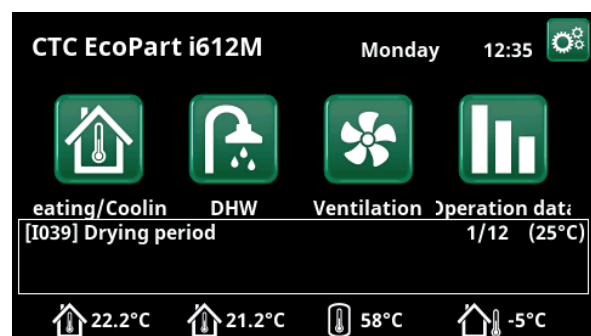 CTC EcoPart i612M Monday 12:35
eating/Coolin DHW Ventilation Operation data
[I039] Drying period 1/12 (25°C)
22.2°C 21.2°C 58°C -5°C